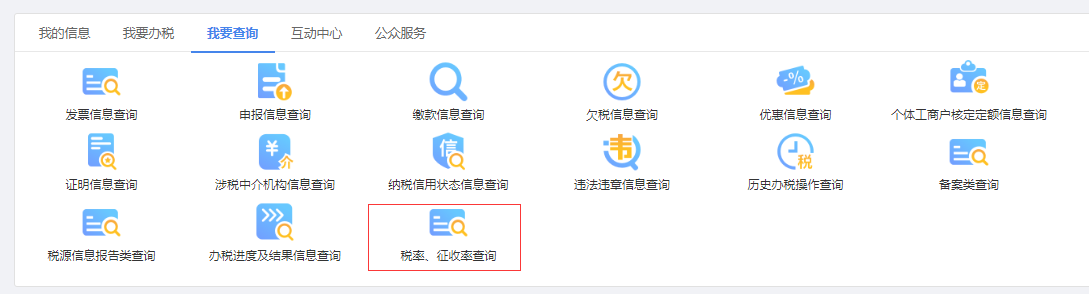 我的信息 我要办税 我要查询 互动中心 公众服务
欠 -% 定
发票信息查询 申报信息查询 缴款信息查询 欠税信息查询 优惠信息查询 个体工商户核定定额信息查询
¥ 介 信 韦 税
证明信息查询 涉税中介机构信息查询 纳税信用状态信息查询 违法违章信息查询 历史办税操作查询 备案类查询
税源信息报告类查询 办税进度及结果信息查询 税率、征收率查询